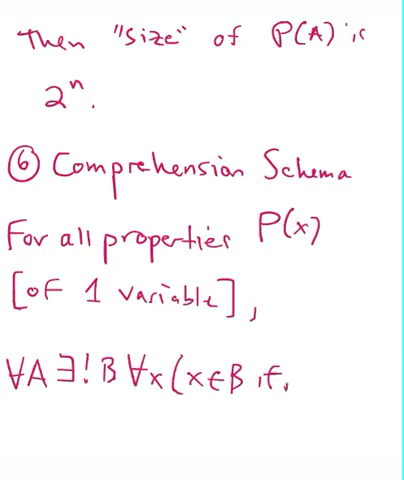 Then "size" of P(A) is
2ⁿ.
⑥ Comprehension Schema
For all properties P(x)
[of 1 variable],
∀A ∃! B ∀x (x∈B if